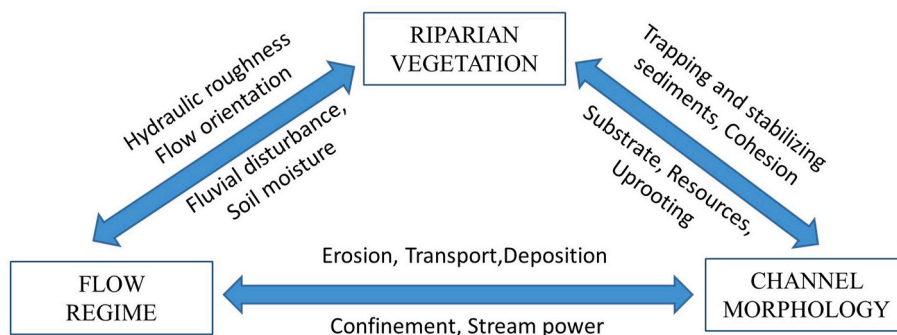 RIPARIAN
VEGETATION
Hydraulic roughness
Flow orientation
Fluvial disturbance,
Soil moisture
Trapping and stabilizing
sediments, Cohesion
Substrate, Resources,
Uprooting
FLOW
REGIME
Erosion, Transport,Deposition
Confinement, Stream power
CHANNEL
MORPHOLOGY